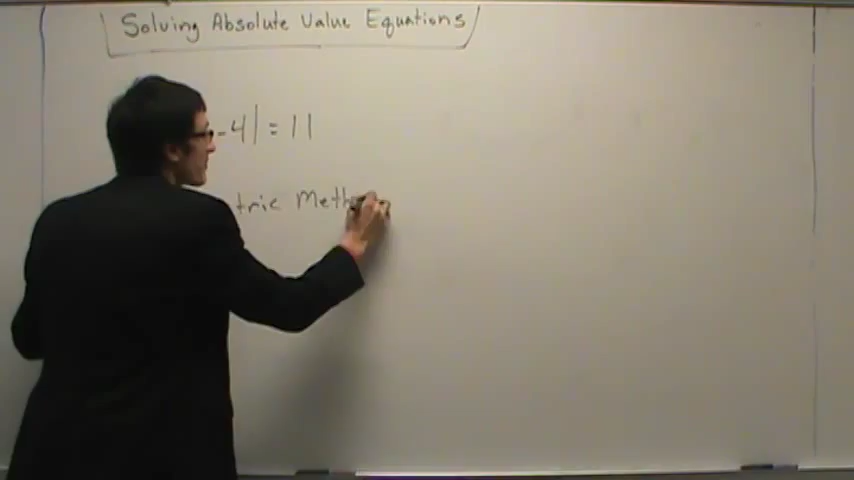 Solving Absolute Value Equations
- 4| = 11
tric Meth